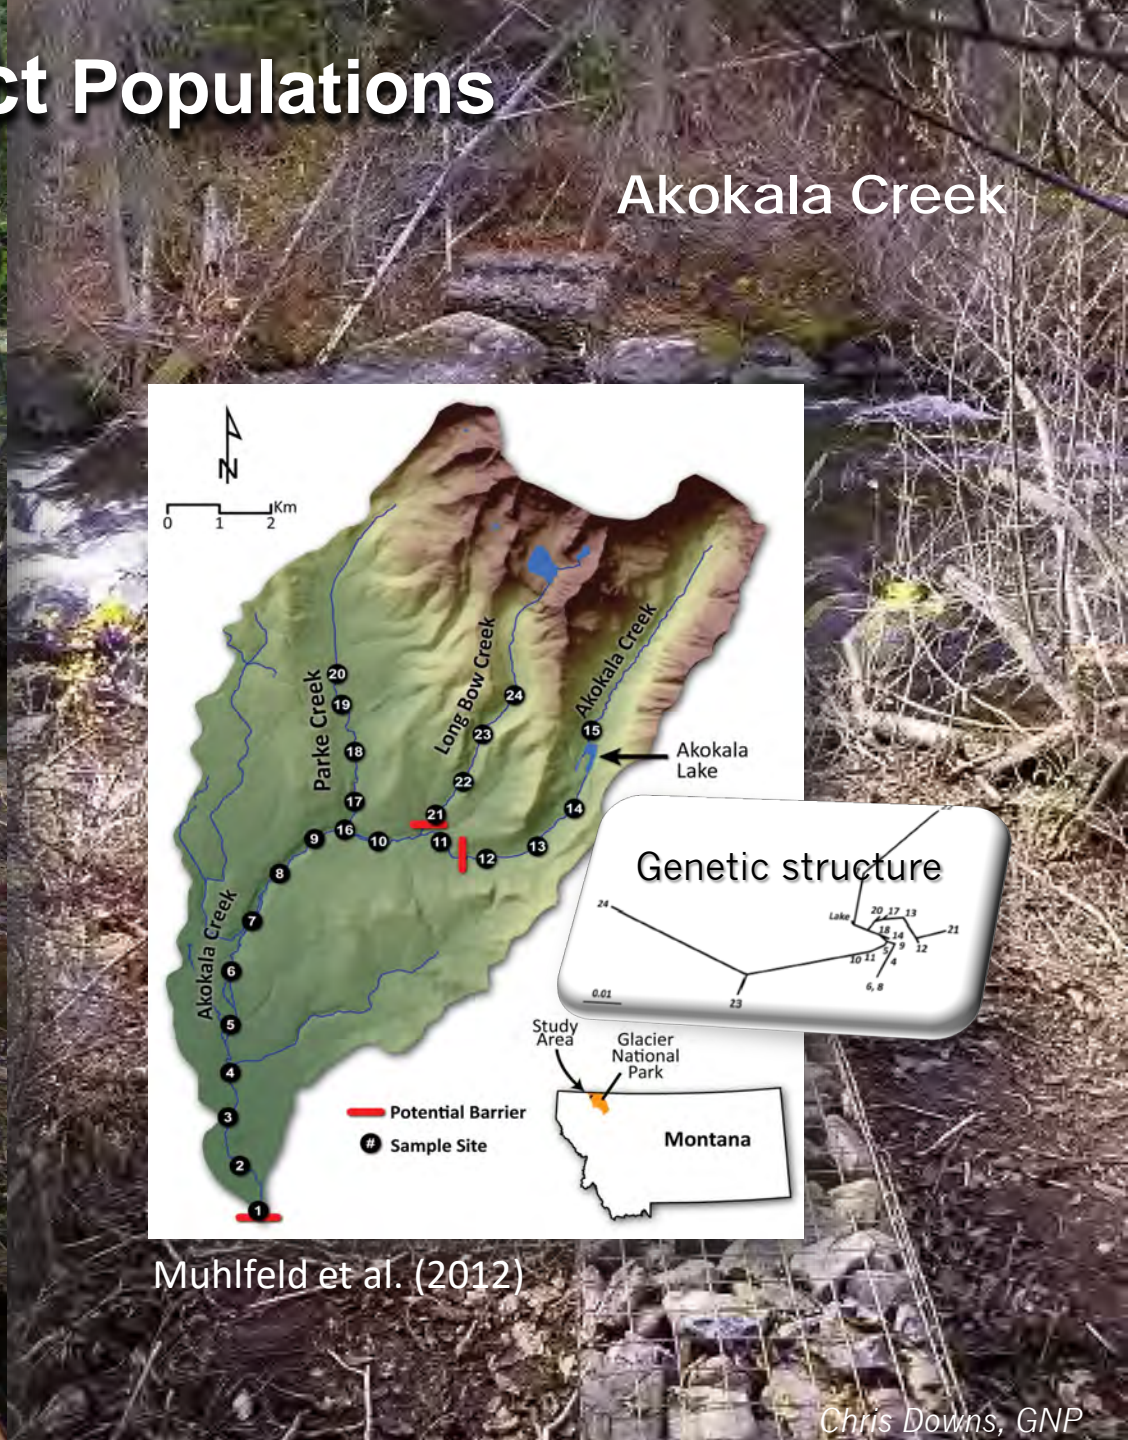 ct Populations
Akokala Creek
N
Km
0 1 2
Parke Creek
Long Bow Creek
Akokala Creek
Akokala Creek
20
19
18
17
16
24
23
22
21
15
14
13
12
11
10
9
8
7
6
5
4
3
2
1
Akokala
Lake
Genetic structure
22
24
Lake
20 17 13
18
14
21
9
12
5
10 11
4
6, 8
23
0.01
Study
Area
Glacier
National
Park
Montana
Potential Barrier
# Sample Site
Muhlfeld et al. (2012)
Chris Downs, GNP